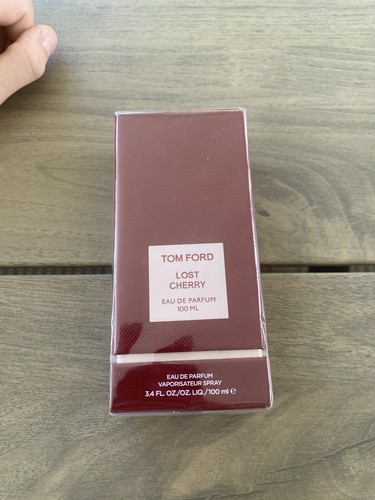 TOM FORD
LOST
CHERRY
EAU DE PARFUM
100 ML
EAU DE PARFUM
VAPORISATEUR SPRAY
3.4 FL. OZ./OZ. LIQ./100 ml ℮